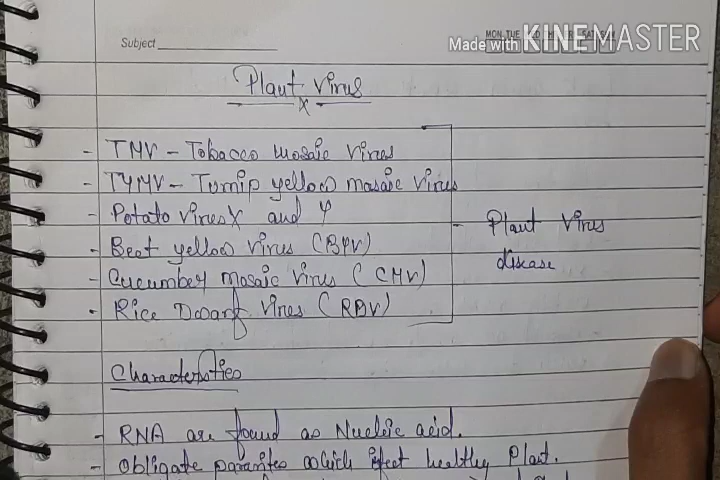 Made with KINEMASTER
Subject
Plant Virus
x
- TMV - Tobacco mosaic virus
- TYMV - Turnip yellow mosaic virus
- Potato virus X and Y
- Beet yellow virus (BYV)
- Cucumber mosaic virus (CMV)
- Rice Dwarf virus (RDV)
- Plant virus
disease
Characteristics
- RNA are found as Nucleic acid.
- Obligate parasites which ifect healthy Plant.